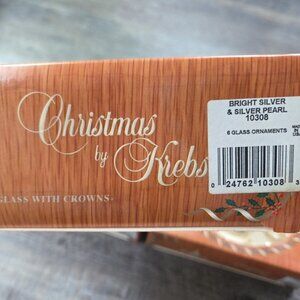 Christmas
by Krebs
GLASS WITH CROWNS
BRIGHT SILVER
& SILVER PEARL
10308
6 GLASS ORNAMENTS
0 24762 10308 3